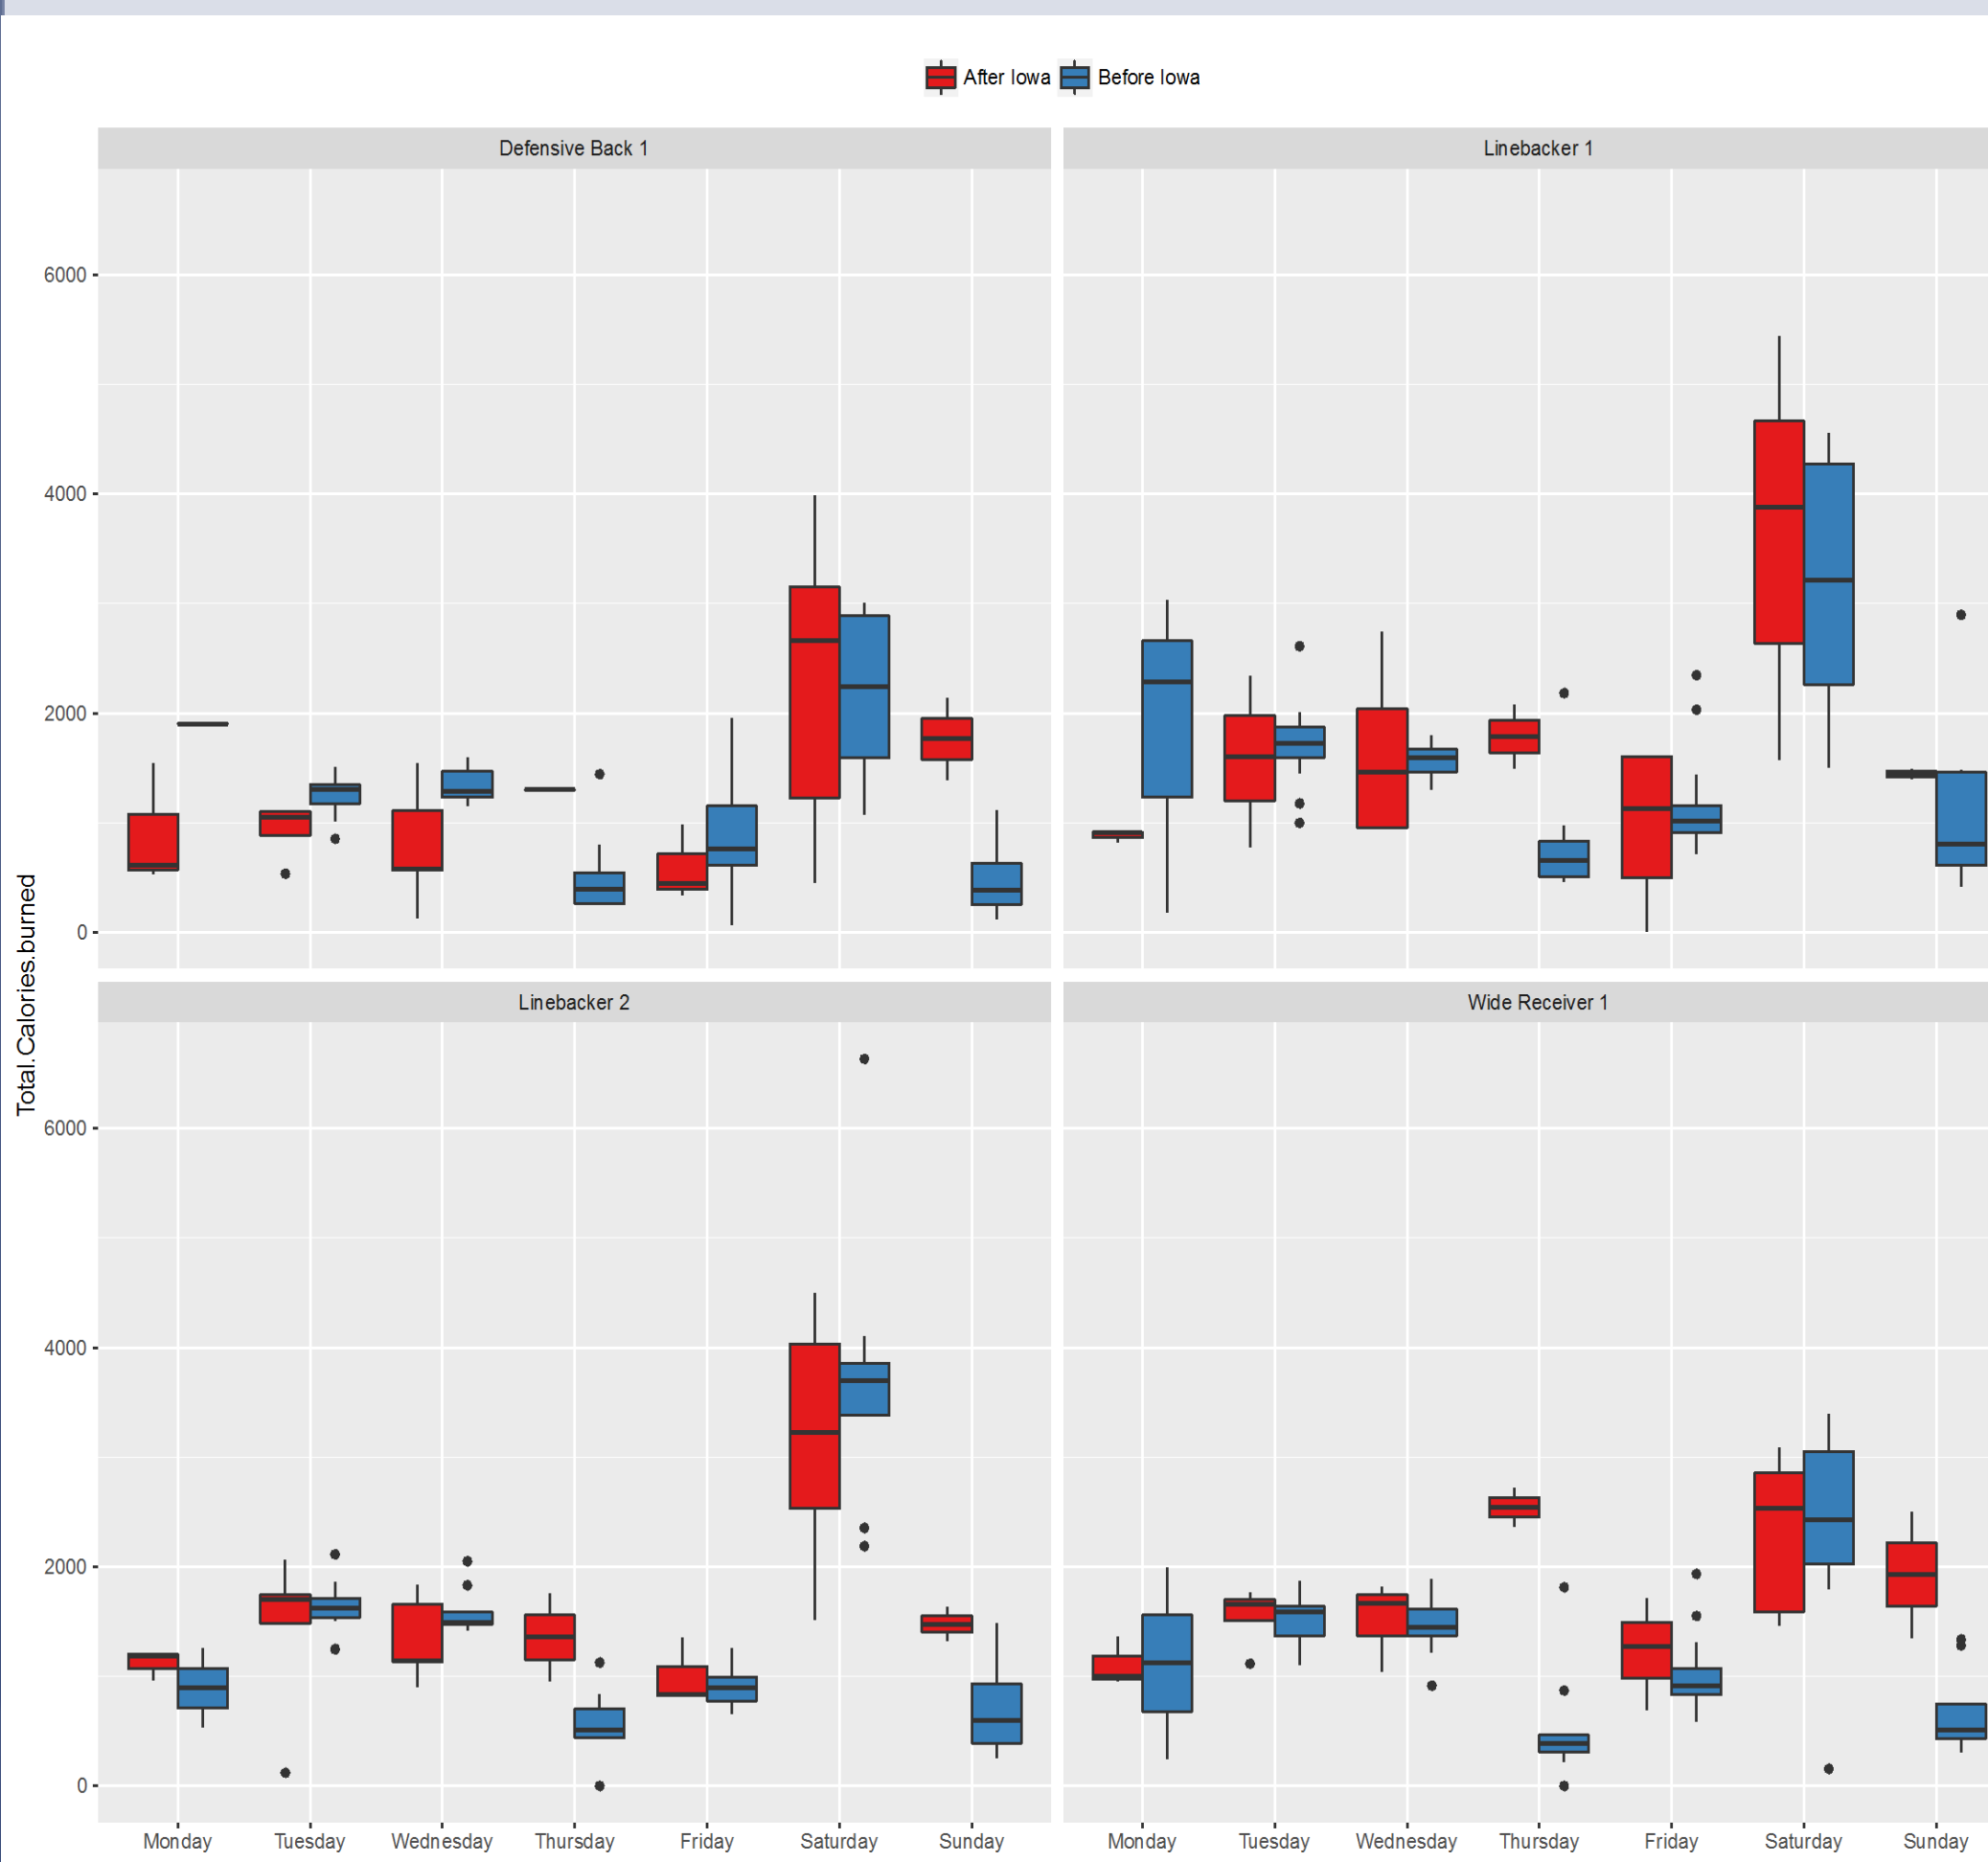 After Iowa Before Iowa
Defensive Back 1 Linebacker 1
6000
4000
2000
0
Total.Calories.burned
Linebacker 2 Wide Receiver 1
6000
4000
2000
0
Monday Tuesday Wednesday Thursday Friday Saturday Sunday Monday Tuesday Wednesday Thursday Friday Saturday Sunday